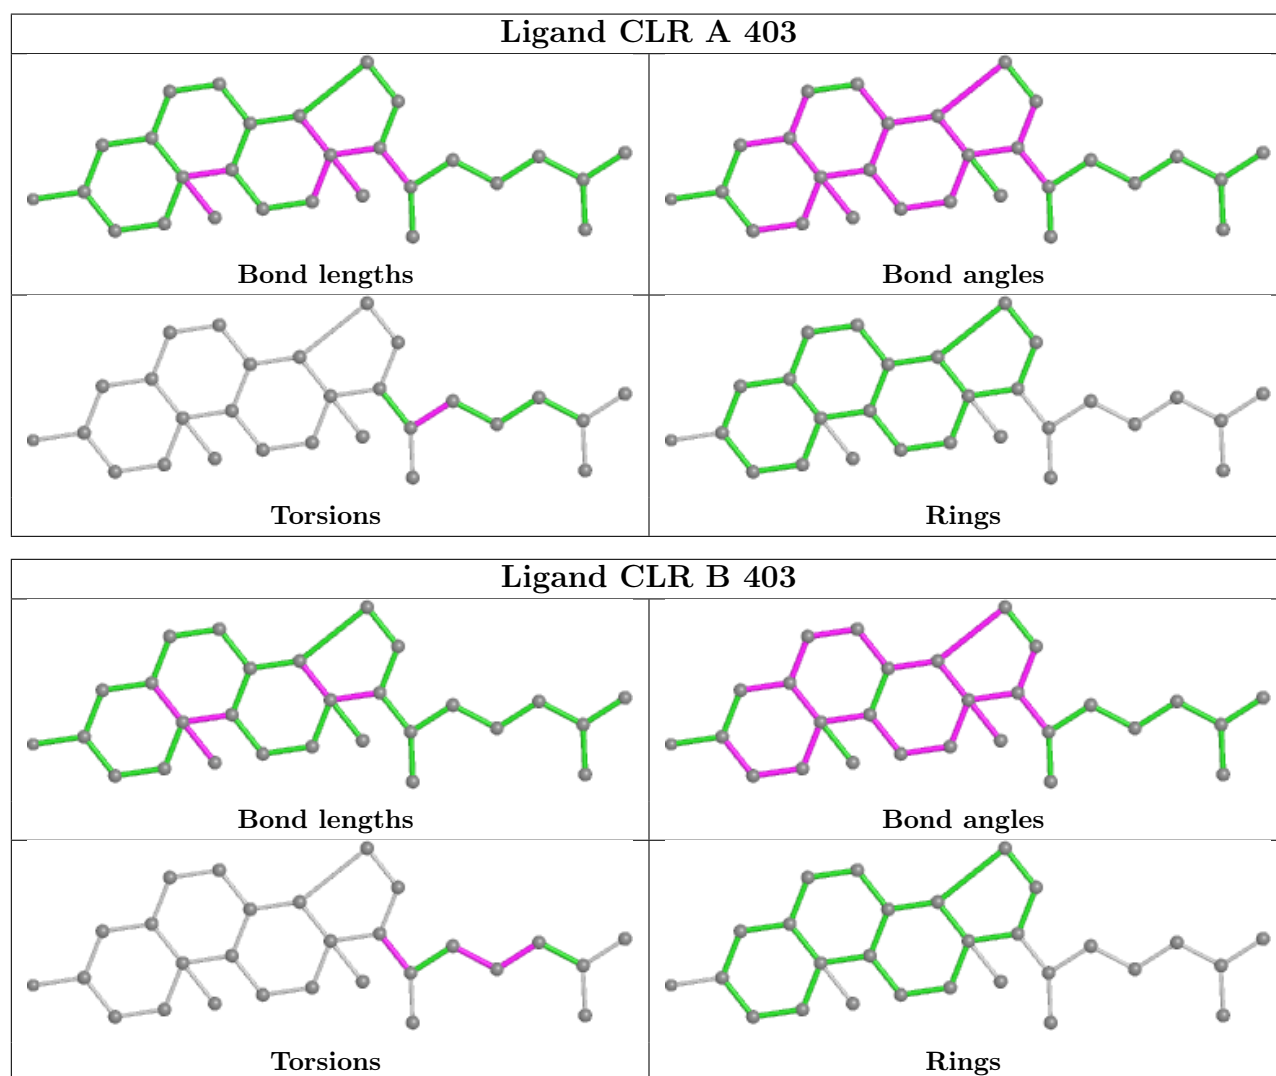 Ligand CLR A 403
Bond lengths
Bond angles
Torsions
Rings
Ligand CLR B 403
Bond lengths
Bond angles
Torsions
Rings